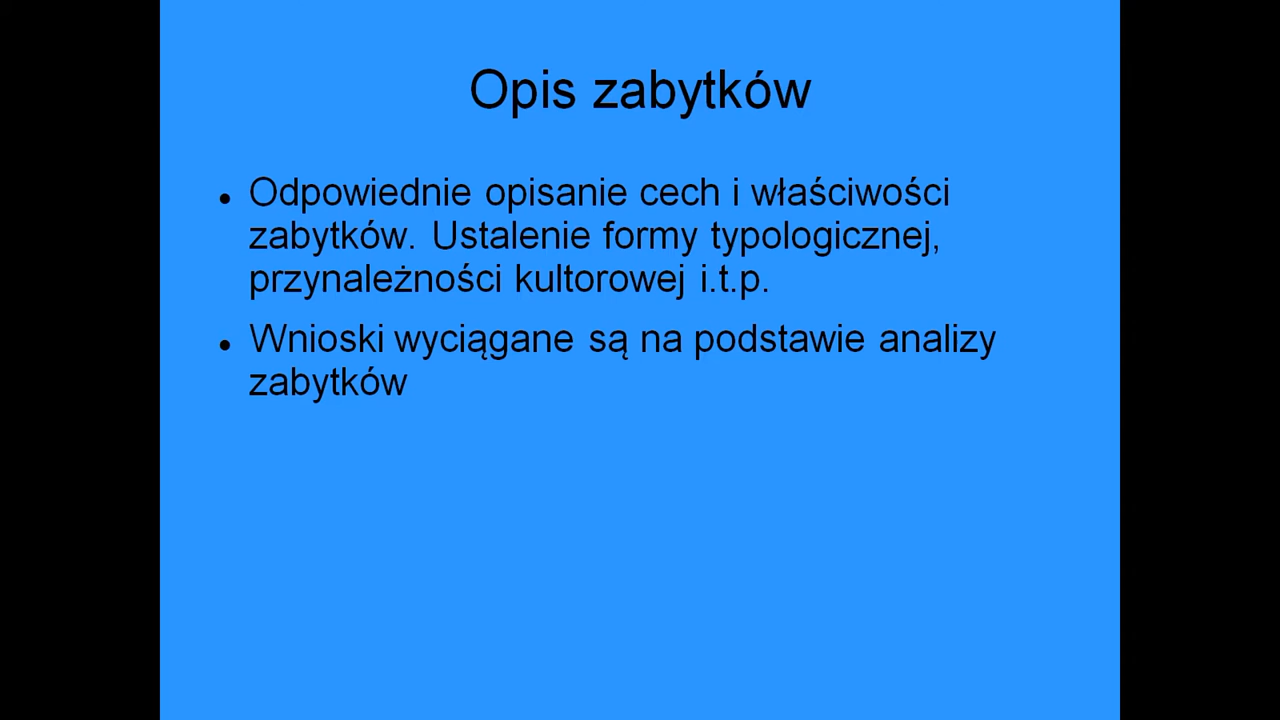 Opis zabytków
Odpowiednie opisanie cech i właściwości
zabytków. Ustalenie formy typologicznej,
przynależności kultorowej i.t.p.
Wnioski wyciągane są na podstawie analizy
zabytków